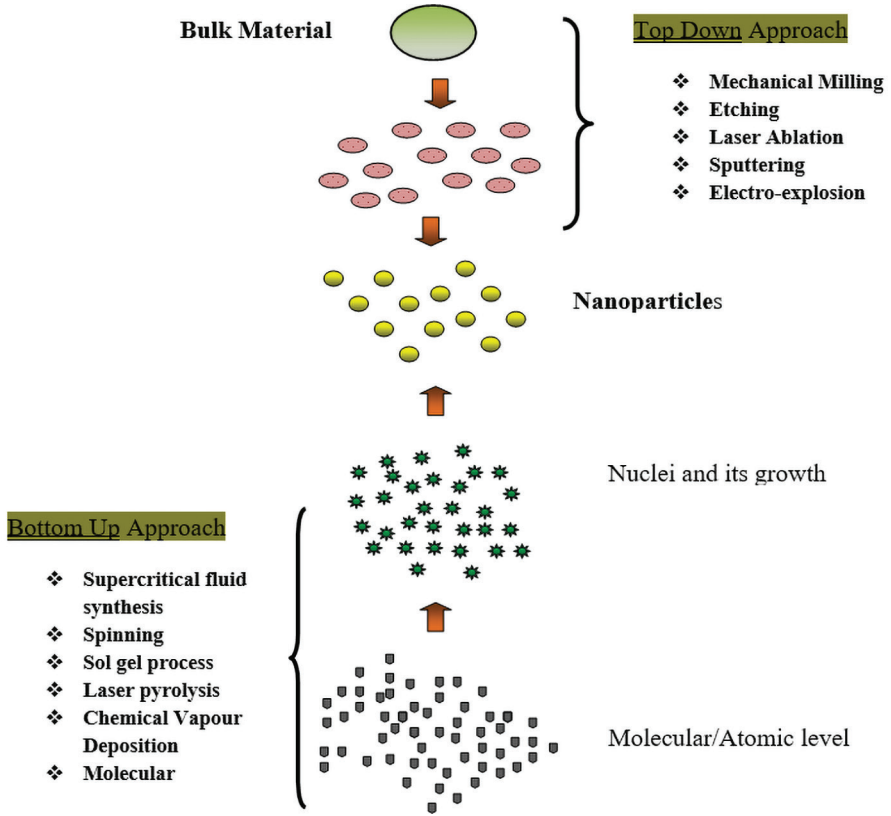 Bulk Material
Top Down Approach
❖ Mechanical Milling
❖ Etching
❖ Laser Ablation
❖ Sputtering
❖ Electro-explosion
Nanoparticles
Nuclei and its growth
Bottom Up Approach
❖ Supercritical fluid
synthesis
❖ Spinning
❖ Sol gel process
❖ Laser pyrolysis
❖ Chemical Vapour
Deposition
❖ Molecular
Molecular/Atomic level